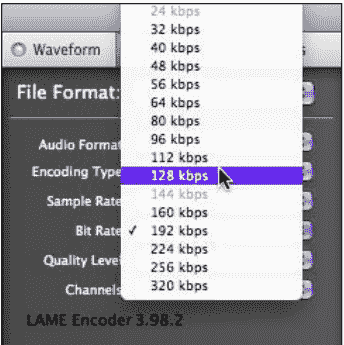 24 kbps
32 kbps
40 kbps
Waveform
48 kbps
56 kbps
File Format:
64 kbps
80 kbps
96 kbps
Audio Format
112 kbps
Encoding Type
128 kbps
144 kbps
Sample Rate
160 kbps
Bit Rate ✓ 192 kbps
224 kbps
Quality Level
256 kbps
Channels
320 kbps
LAME Encoder 3.98.2